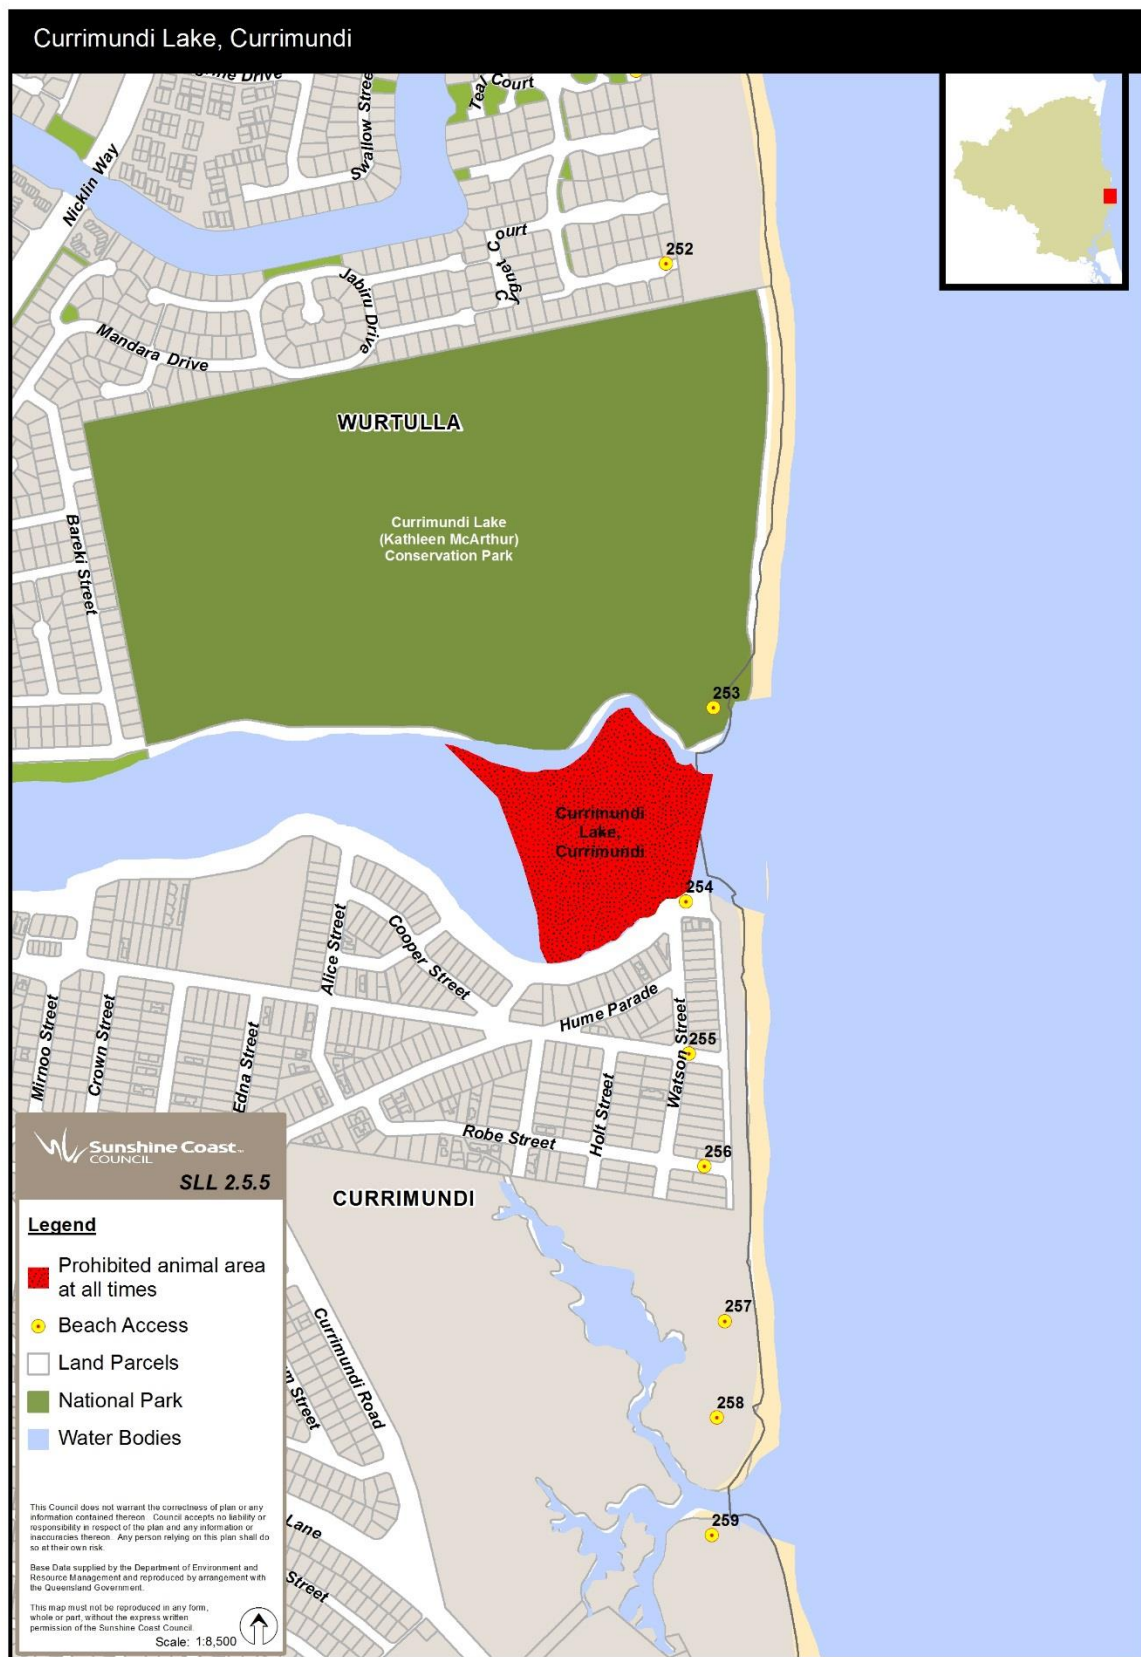 Currimundi Lake, Currimundi
Drive
Nicklin Way
Swallow Street
Teal Court
Court
Cygnet
252
Jabiru Drive
Mandara Drive
WURTULLA
Currimundi Lake
(Kathleen McArthur)
Conservation Park
Bareki Street
253
Currimundi
Lake,
Currimundi
254
Alice Street
Cooper Street
Hume Parade
Mirnoo Street
Crown Street
Edna Street
Holt Street
Watson Street
255
Robe Street
256
CURRIMUNDI
257
258
259
Currimundi Road
Street
Lane
Street
Sunshine Coast
COUNCIL
SLL 2.5.5
Legend
Prohibited animal area
at all times
Beach Access
Land Parcels
National Park
Water Bodies
This Council does not warrant the correctness of plan or any
information contained thereon. Council accepts no liability or
responsibility in respect of the plan and any information or
inaccuracies thereon. Any person relying on this plan shall do
so at their own risk.
Base Data supplied by the Department of Environment and
Resource Management and reproduced by arrangement with
the Queensland Government.
This map must not be reproduced in any form,
whole or part, without the express written
permission of the Sunshine Coast Council.
Scale: 1:8,500